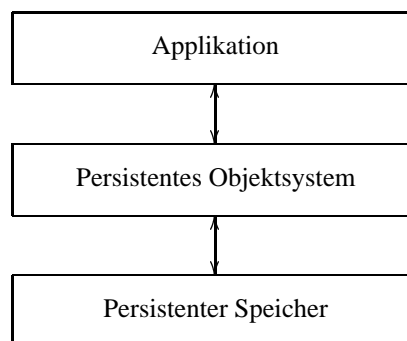 Applikation
Persistentes Objektsystem
Persistenter Speicher